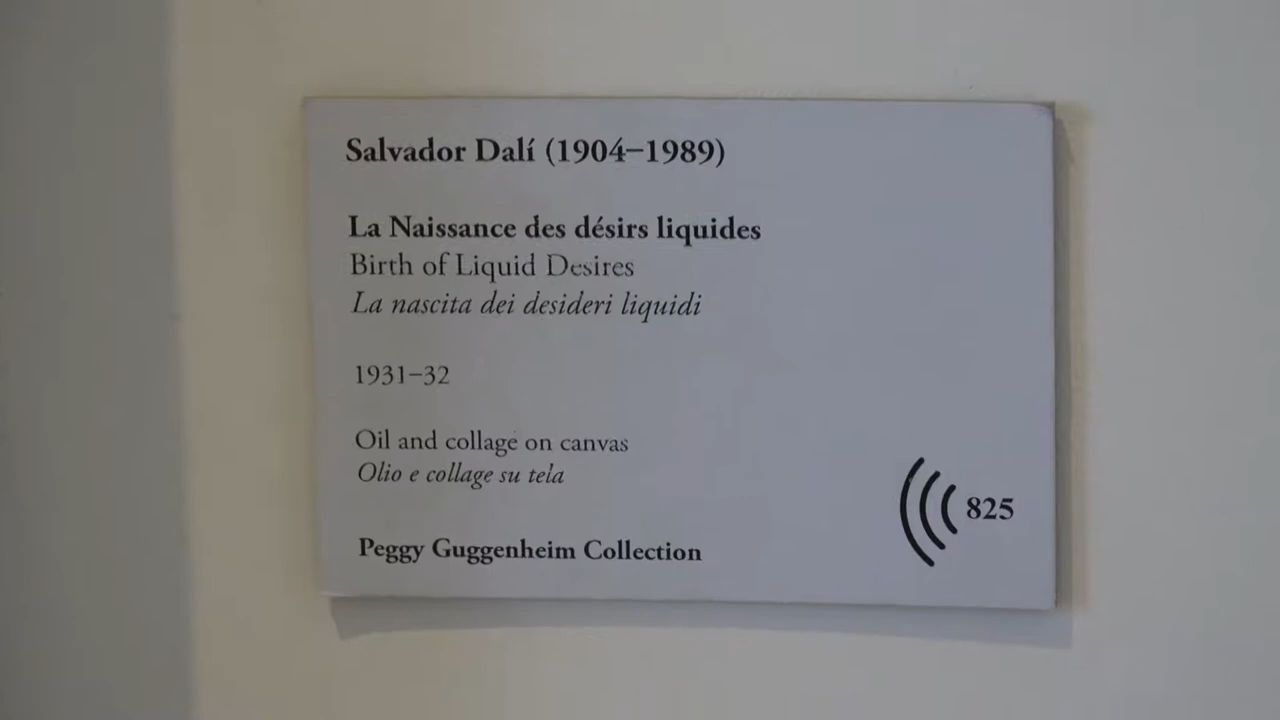 Salvador Dalí (1904–1989)
La Naissance des désirs liquides
Birth of Liquid Desires
La nascita dei desideri liquidi
1931–32
Oil and collage on canvas
Olio e collage su tela
825
Peggy Guggenheim Collection